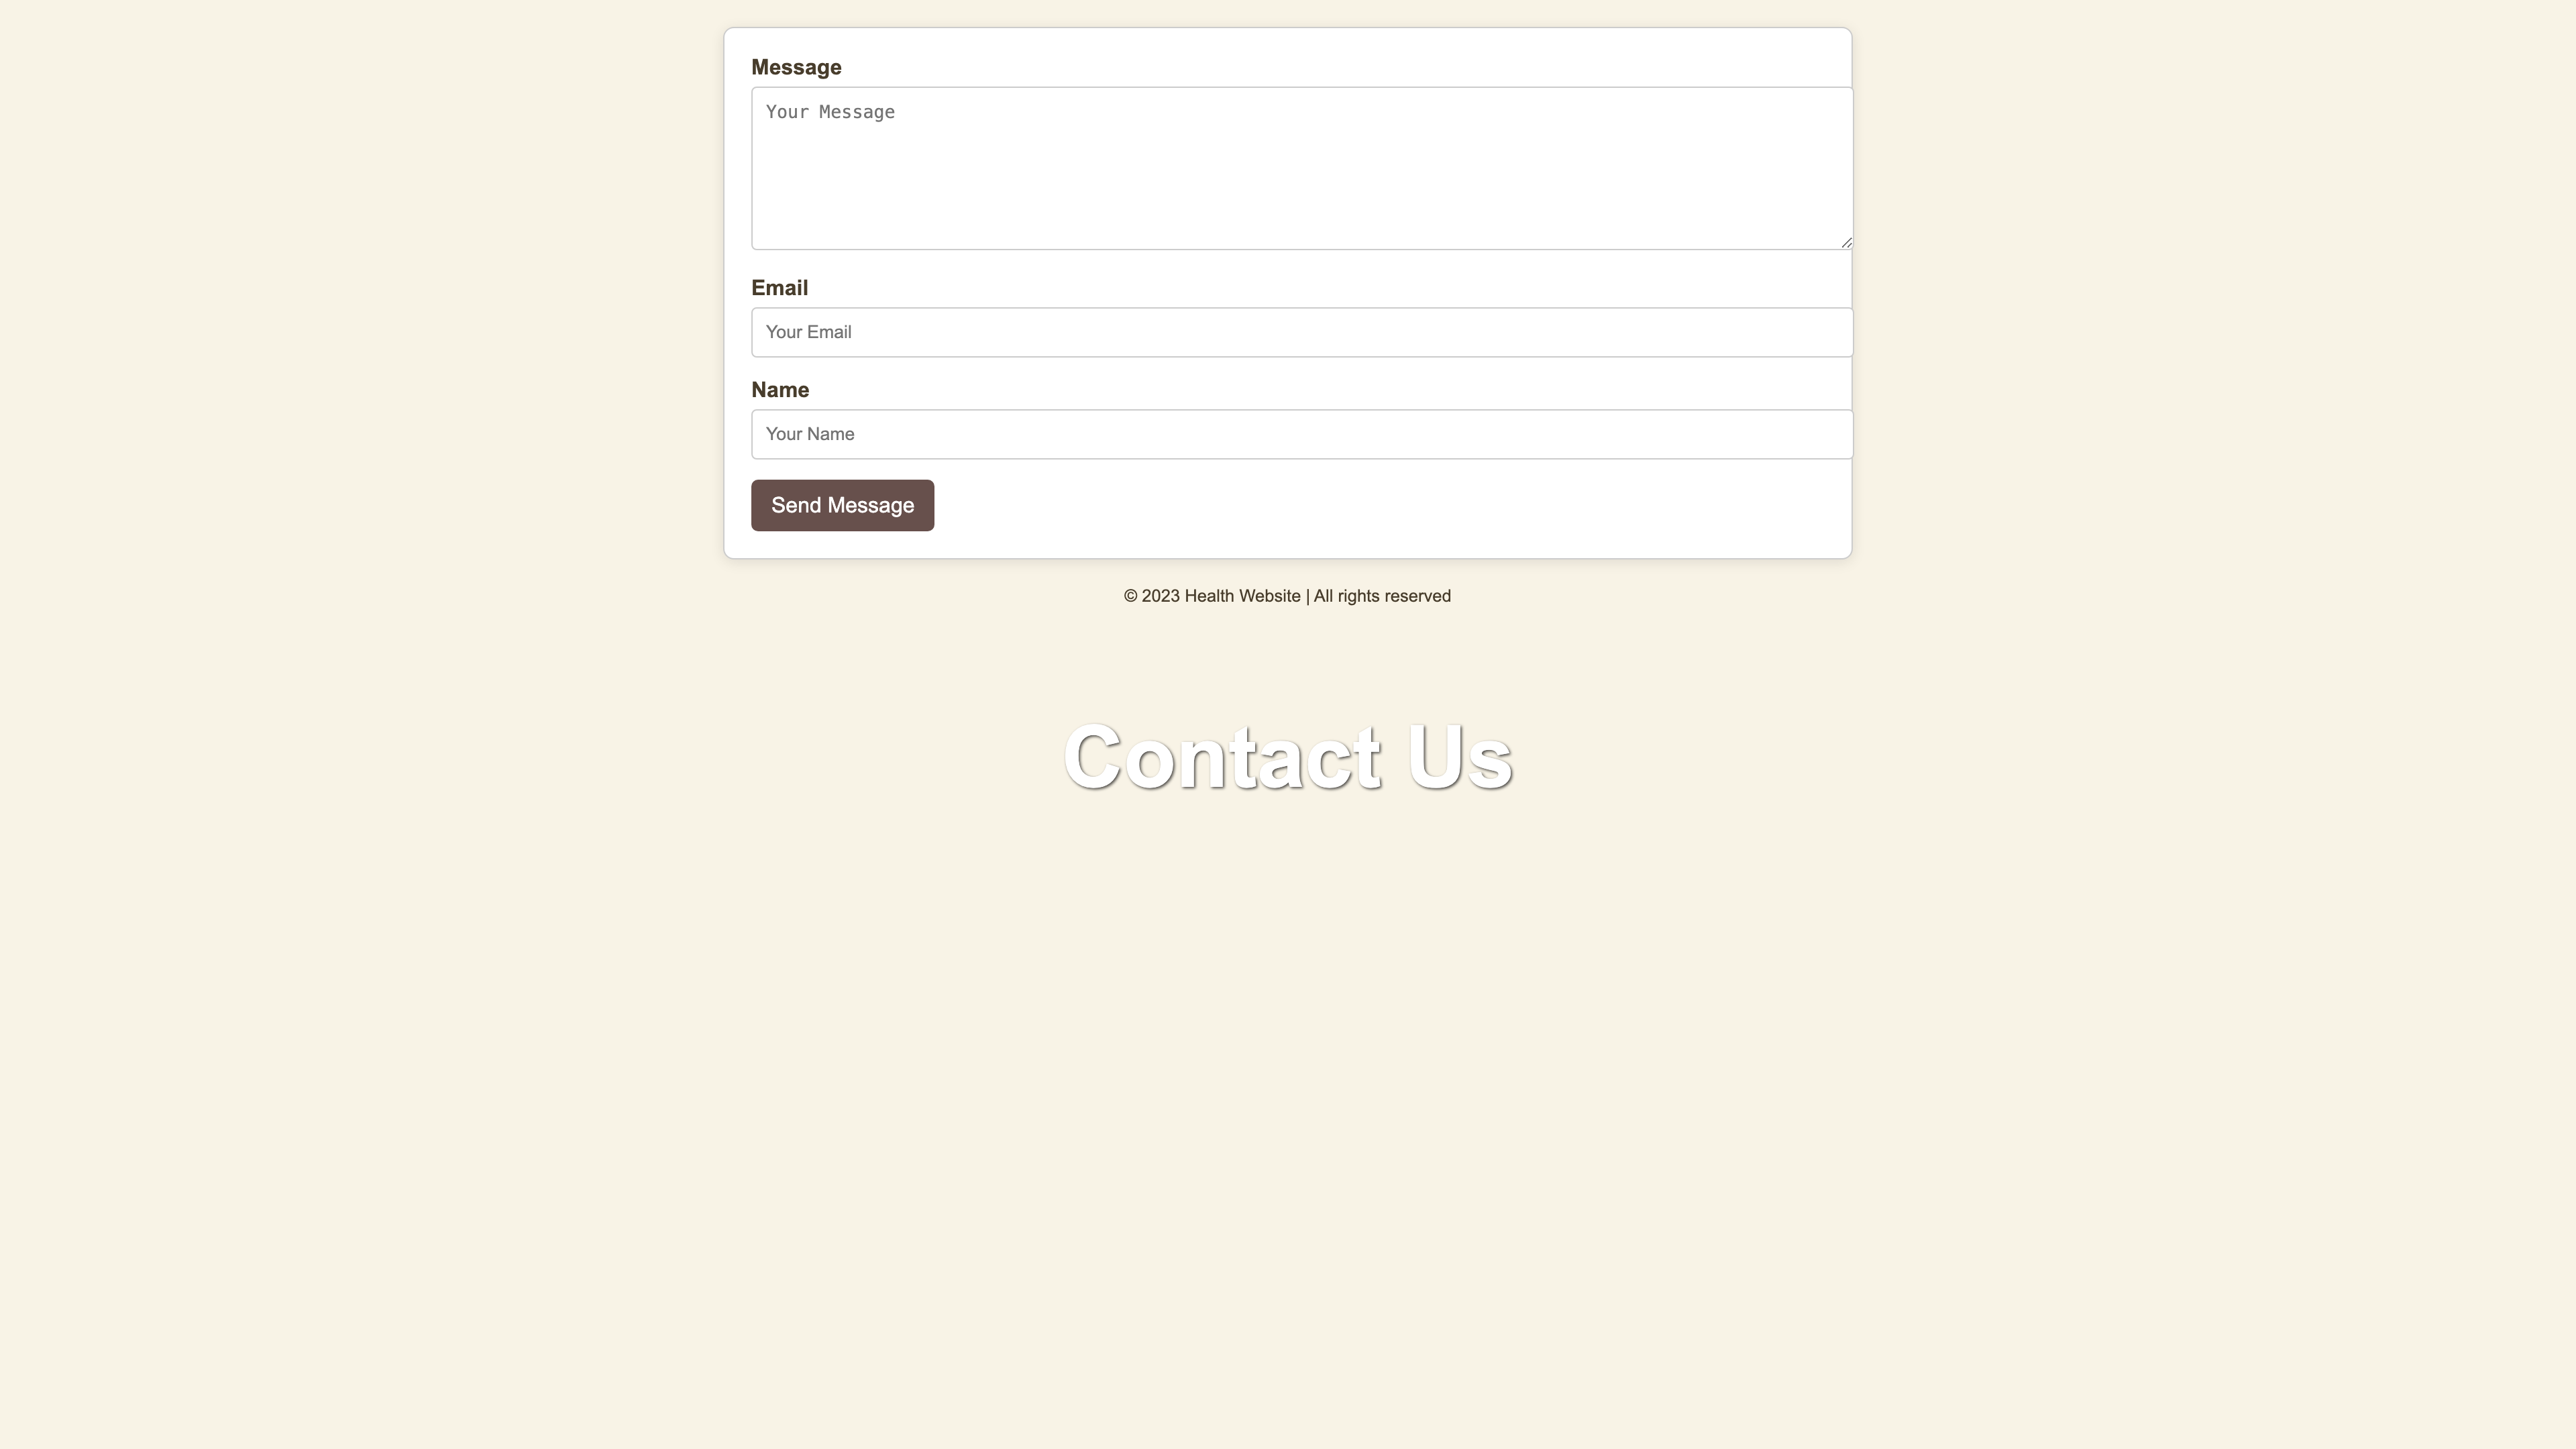 Message
Your Message
Email
Your Email
Name
Your Name
Send Message
© 2023 Health Website | All rights reserved
Contact Us